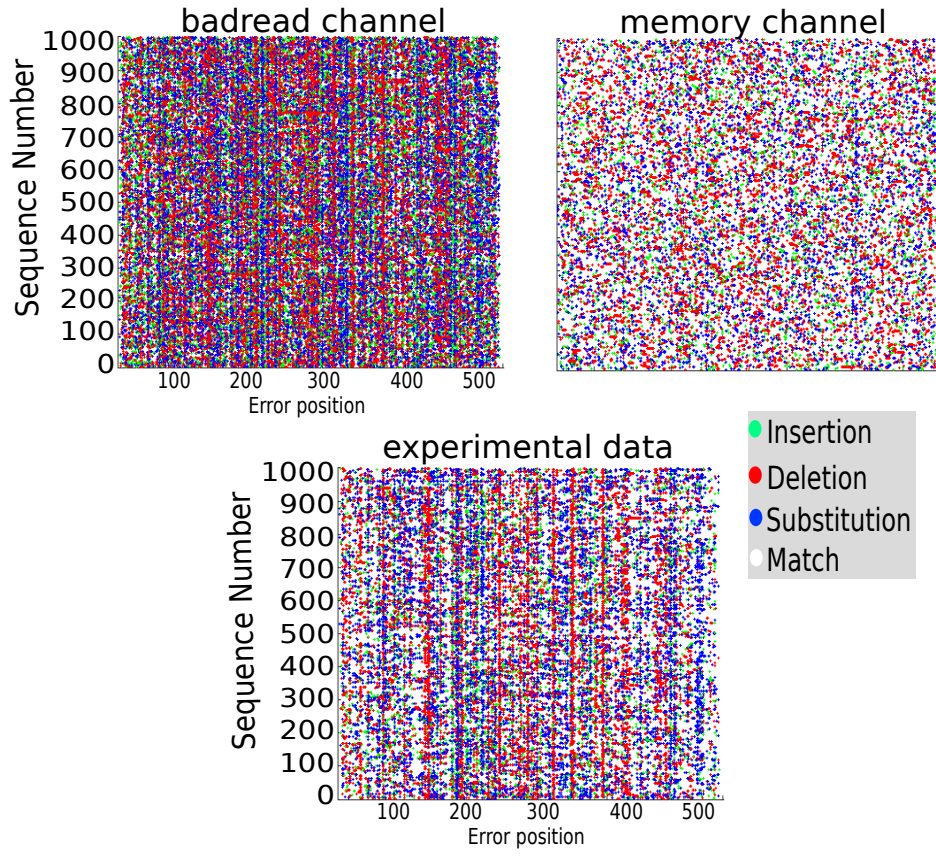 badread channel
memory channel
Sequence Number
1000
900
800
700
600
500
400
300
200
100
0
100 200 300 400 500
Error position
Insertion
Deletion
Substitution
Match
experimental data
Sequence Number
1000
900
800
700
600
500
400
300
200
100
0
100 200 300 400 500
Error position